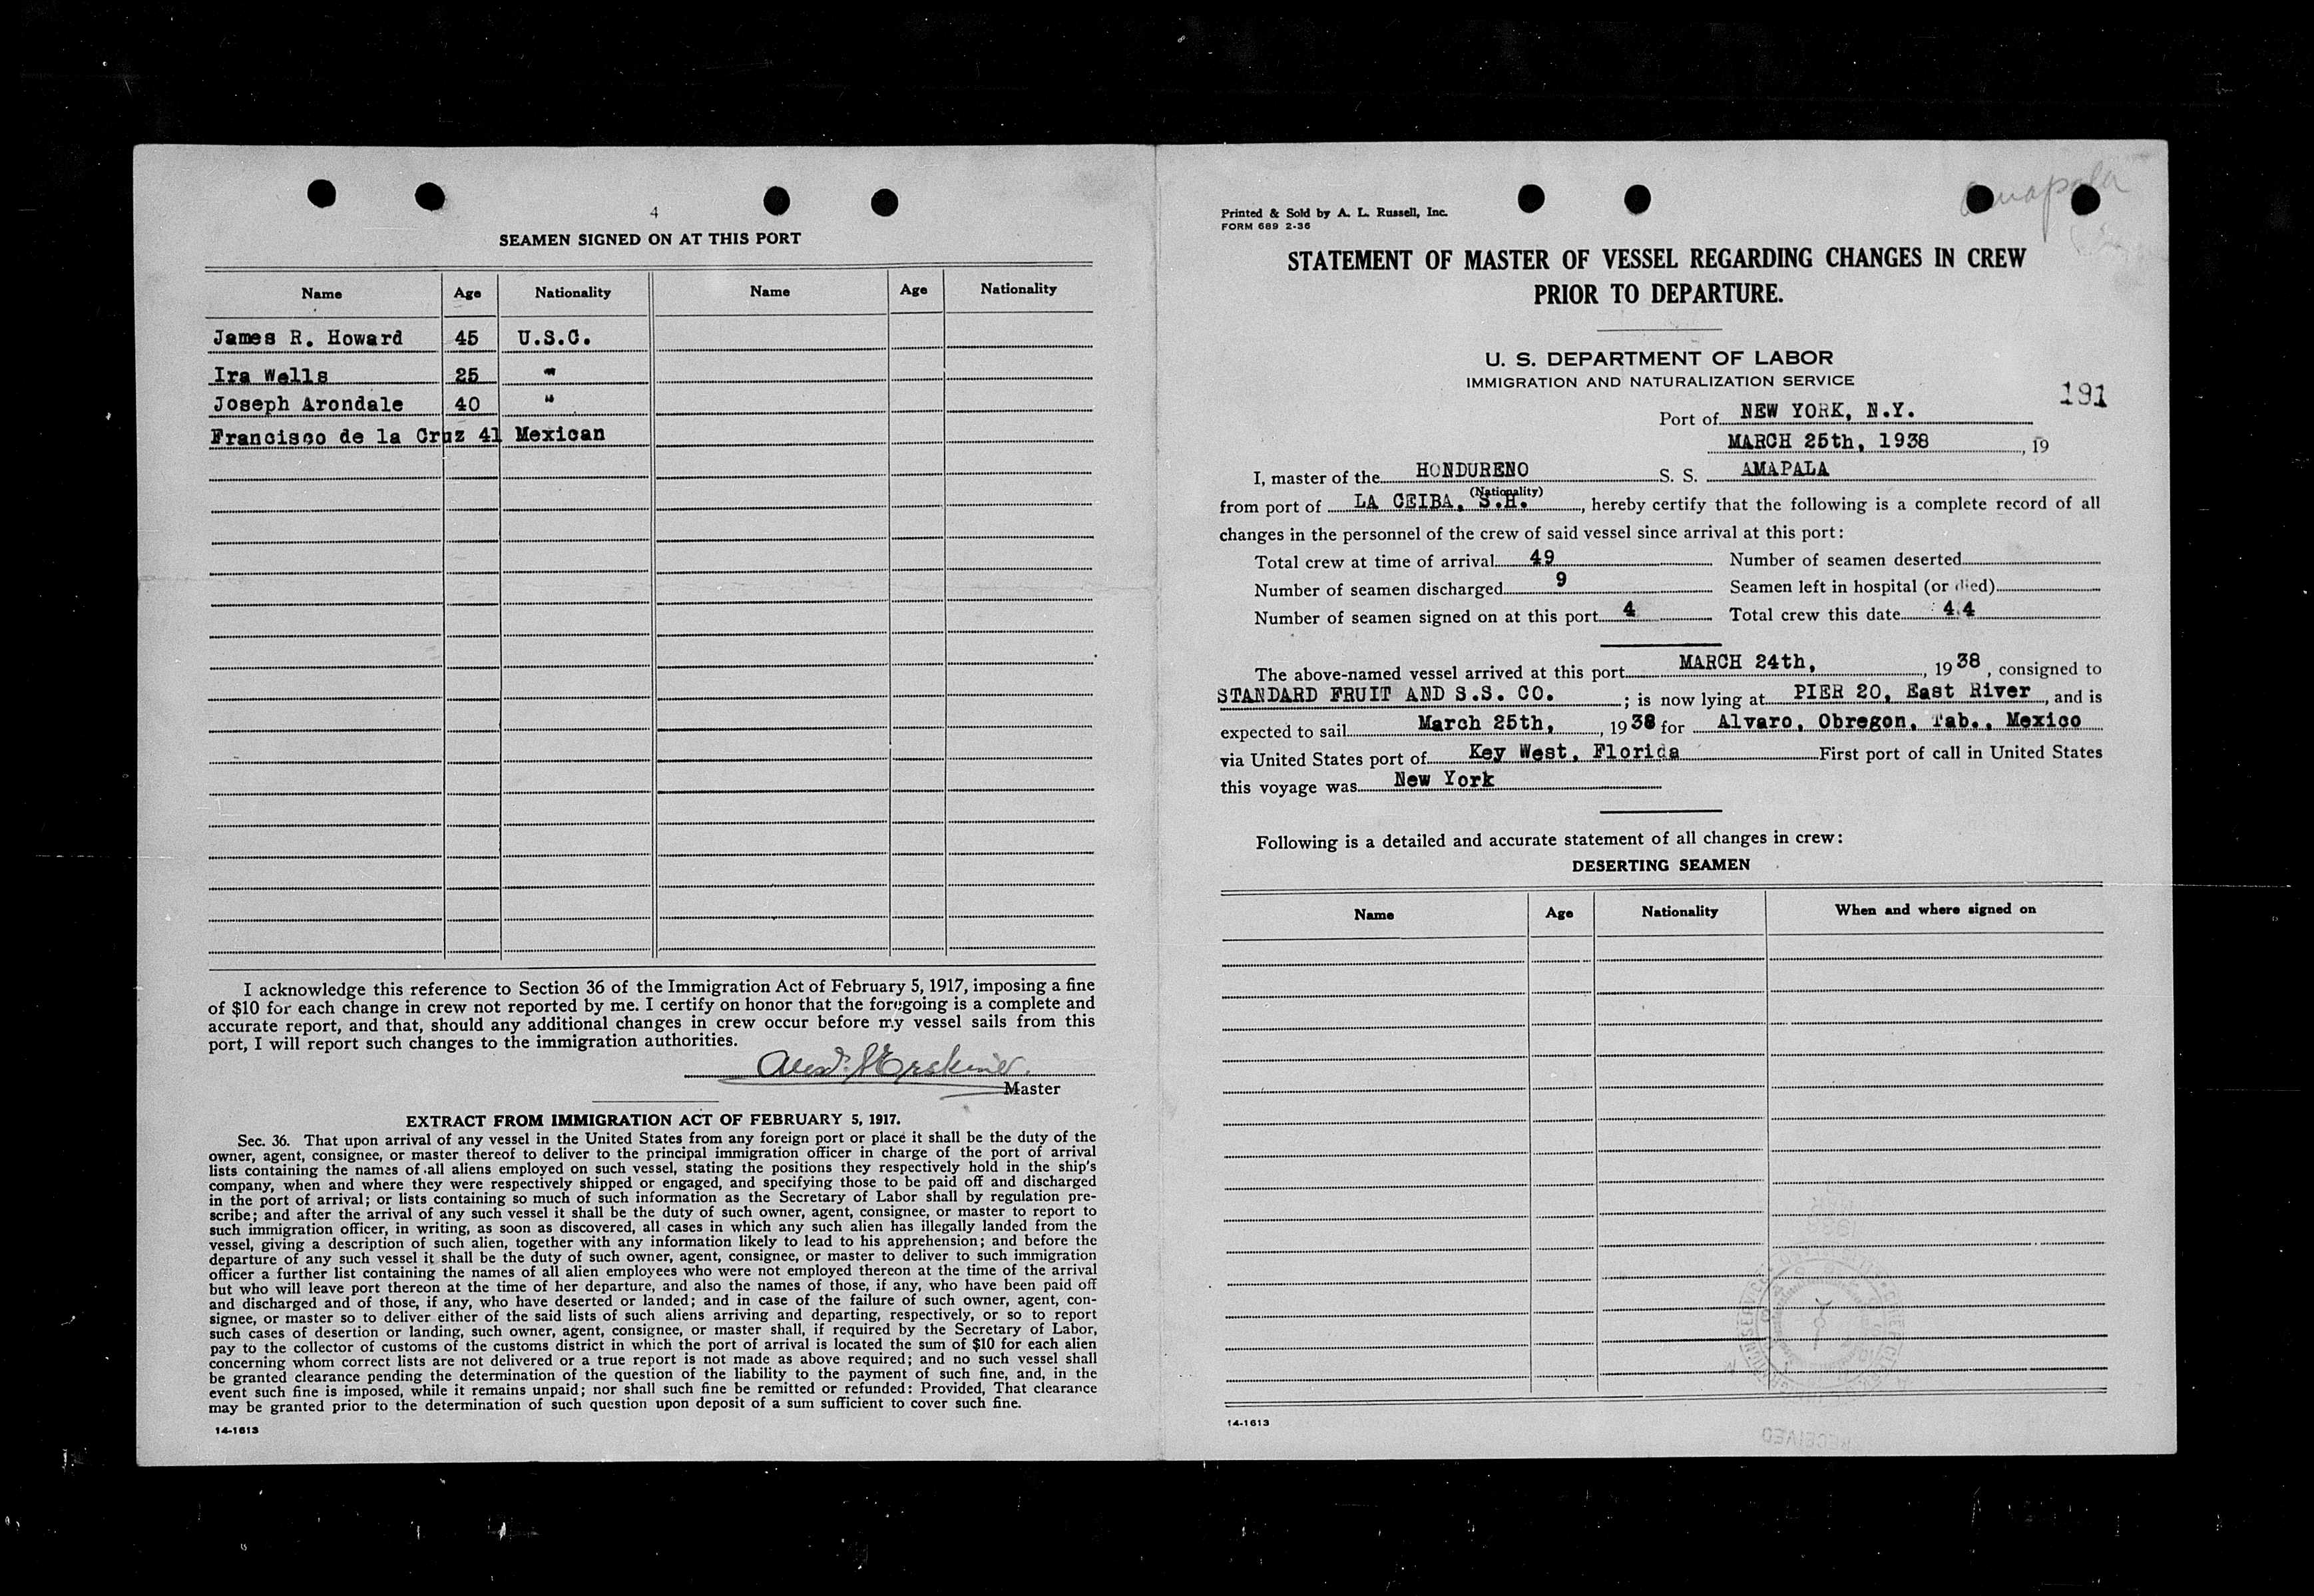 4
SEAMEN SIGNED ON AT THIS PORT
Name Age Nationality Name Age Nationality
James R. Howard 45 U.S.C.
Ira Wells 25 "
Joseph Arondale 40 "
Francisco de la Cruz 41 Mexican
I acknowledge this reference to Section 36 of the Immigration Act of February 5, 1917, imposing a fine
of $10 for each change in crew not reported by me. I certify on honor that the foregoing is a complete and
accurate report, and that, should any additional changes in crew occur before my vessel sails from this
port, I will report such changes to the immigration authorities.
Erskine
Master
EXTRACT FROM IMMIGRATION ACT OF FEBRUARY 5, 1917.
Sec. 36. That upon arrival of any vessel in the United States from any foreign port or place it shall be the duty of the
owner, agent, consignee, or master thereof to deliver to the principal immigration officer in charge of the port of arrival
lists containing the names of all aliens employed on such vessel, stating the positions they respectively hold in the ship's
company, when and where they were respectively shipped or engaged, and specifying those to be paid off and discharged
in the port of arrival; or lists containing so much of such information as the Secretary of Labor shall by regulation pre-
scribe; and after the arrival of any such vessel it shall be the duty of such owner, agent, consignee, or master to report to
such immigration officer, in writing, as soon as discovered, all cases in which any such alien has illegally landed from the
vessel, giving a description of such alien, together with any information likely to lead to his apprehension; and before the
departure of any such vessel it shall be the duty of such owner, agent, consignee, or master to deliver to such immigration
officer a further list containing the names of all alien employees who were not employed thereon at the time of the arrival
but who will leave port thereon at the time of her departure, and also the names of those, if any, who have been paid off
and discharged and of those, if any, who have deserted or landed; and in case of the failure of such owner, agent, con-
signee, or master so to deliver either of the said lists of such aliens arriving and departing, respectively, or so to report
such cases of desertion or landing, such owner, agent, consignee, or master shall, if required by the Secretary of Labor,
pay to the collector of customs of the customs district in which the port of arrival is located the sum of $10 for each alien
concerning whom correct lists are not delivered or a true report is not made as above required; and no such vessel shall
be granted clearance pending the determination of the question of the liability to the payment of such fine, and, in the
event such fine is imposed, while it remains unpaid; nor shall such fine be remitted or refunded: Provided, That clearance
may be granted prior to the determination of such question upon deposit of a sum sufficient to cover such fine.
14-1613
Amapala
Printed & Sold by A. L. Russell, Inc.
FORM 689 2-36
STATEMENT OF MASTER OF VESSEL REGARDING CHANGES IN CREW
PRIOR TO DEPARTURE.
U. S. DEPARTMENT OF LABOR
IMMIGRATION AND NATURALIZATION SERVICE
191
Port of NEW YORK, N.Y.
MARCH 25th, 1938 , 19
I, master of the HONDURENO S. S. AMAPALA
(Nationality)
from port of LA CEIBA, S.H. , hereby certify that the following is a complete record of all
changes in the personnel of the crew of said vessel since arrival at this port:
Total crew at time of arrival 49 Number of seamen deserted
Number of seamen discharged 9 Seamen left in hospital (or died)
Number of seamen signed on at this port 4 Total crew this date 44
The above-named vessel arrived at this port MARCH 24th, , 1938 , consigned to
STANDARD FRUIT AND S.S. CO. ; is now lying at PIER 20, East River , and is
expected to sail March 25th, , 1938 for Alvaro, Obregon, Tab., Mexico
via United States port of Key West, Florida First port of call in United States
this voyage was New York
Following is a detailed and accurate statement of all changes in crew:
DESERTING SEAMEN
Name Age Nationality When and where signed on
14-1613
RECEIVED